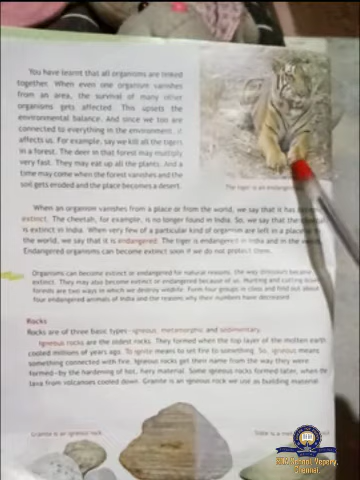 You have learnt that all organisms are linked
together. When even one organism vanishes
from an area, the survival of many other
organisms gets affected. This upsets the
environmental balance. And since we too are
connected to everything in the environment, it
affects us. For example, say we kill all the tigers
in a forest. The deer in that forest may multiply
very fast. They may eat up all the plants. And a
time may come when the forest vanishes and the
soil gets eroded and the place becomes a desert.
The tiger is an endangered
When an organism vanishes from a place or from the world, we say that it has
extinct. The cheetah, for example, is no longer found in India. So, we say that the
is extinct in India. When very few of a particular kind of organism are left in a place
the world, we say that it is endangered. The tiger is endangered in India and in the
Endangered organisms can become extinct soon if we do not protect them.
Organisms can become extinct or endangered for natural reasons, the way dinosaurs became
extinct. They may also become extinct or endangered because of us. Hunting and cutting down
forests are two ways in which we destroy wildlife. Form four groups in class and find out about
four endangered animals of India and the reasons why their numbers have decreased.
Rocks
Rocks are of three basic types—igneous, metamorphic and sedimentary.
Igneous rocks are the oldest rocks. They formed when the top layer of the molten earth
cooled millions of years ago. To ignite means to set fire to something. So, igneous means
something connected with fire. Igneous rocks get their name from the way they were
formed—by the hardening of hot, fiery material. Some igneous rocks formed later, when the
lava from volcanoes cooled down. Granite is an igneous rock we use as building material.
Granite is an igneous rock
Slate is a
Vepery,
Chennai.